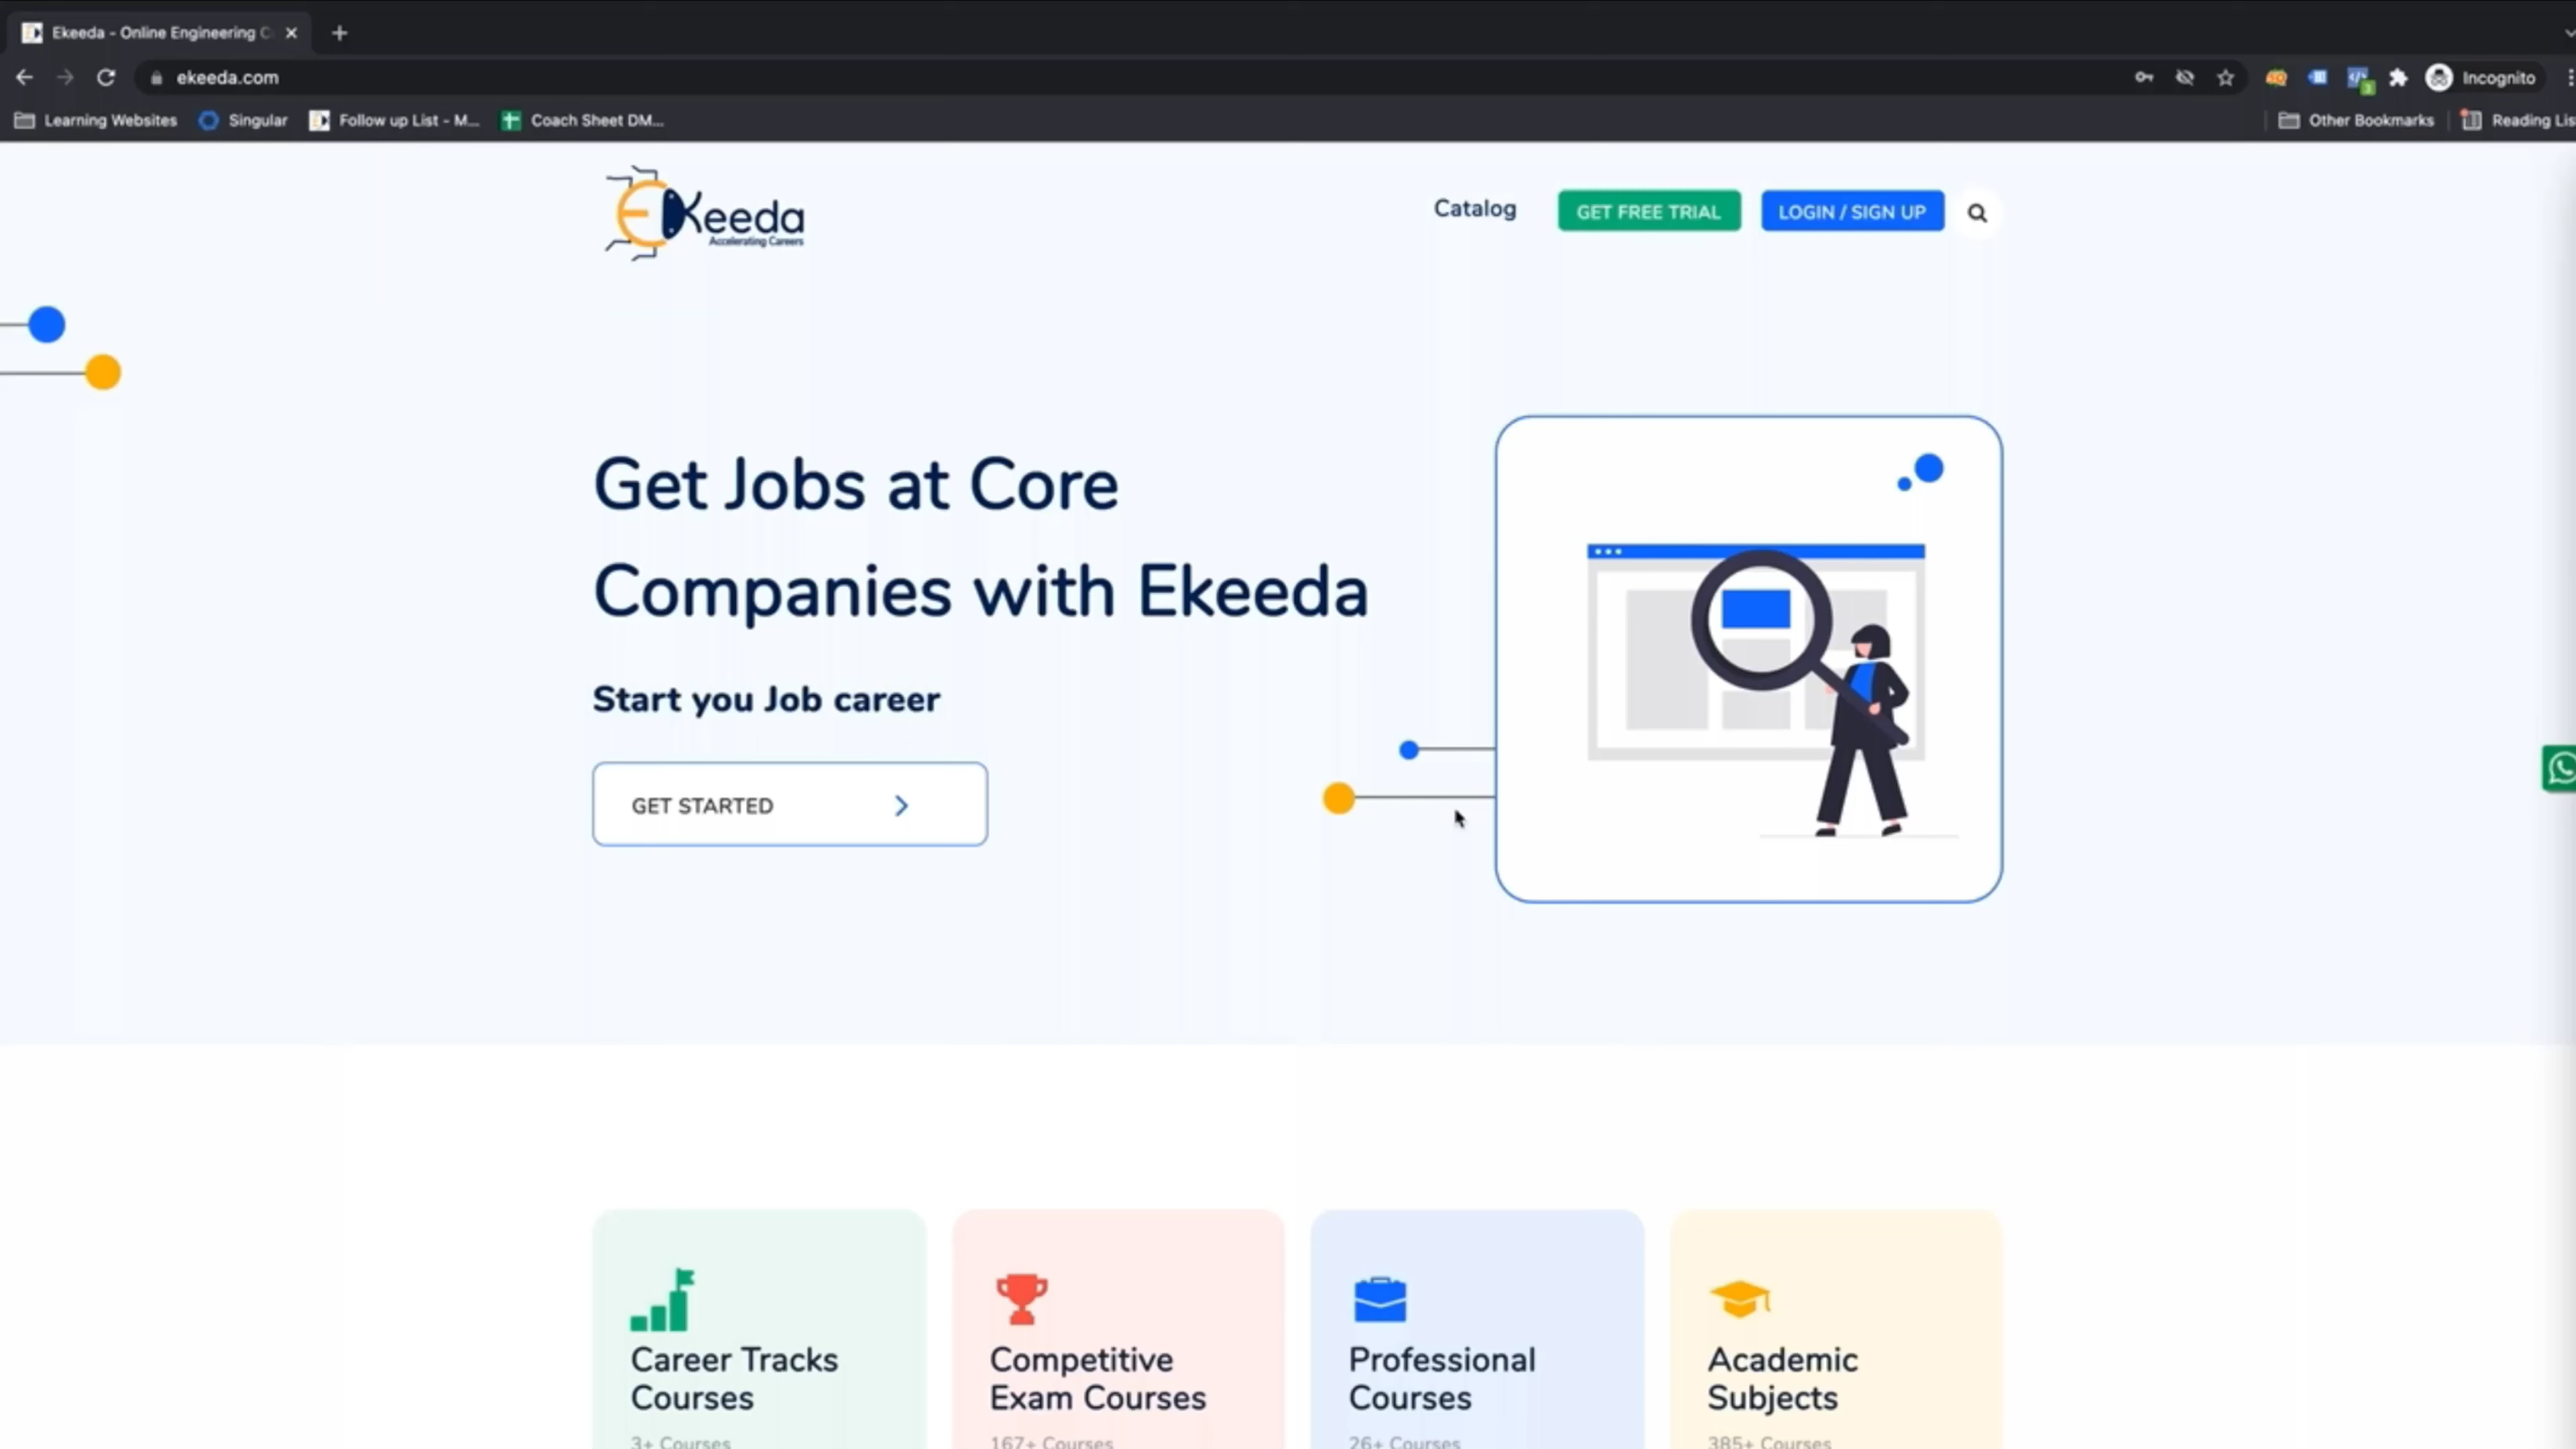 Ekeeda - Online Engineering C
ekeeda.com
Incognito
Learning Websites
Singular
Follow up List - M...
Coach Sheet DM...
Other Bookmarks
Reading Lis
EKeeda
Accelerating Careers
Catalog
GET FREE TRIAL
LOGIN / SIGN UP
Get Jobs at Core
Companies with Ekeeda
Start you Job career
GET STARTED
Career Tracks
Courses
3+ Courses
Competitive
Exam Courses
167+ Courses
Professional
Courses
26+ Courses
Academic
Subjects
385+ Courses